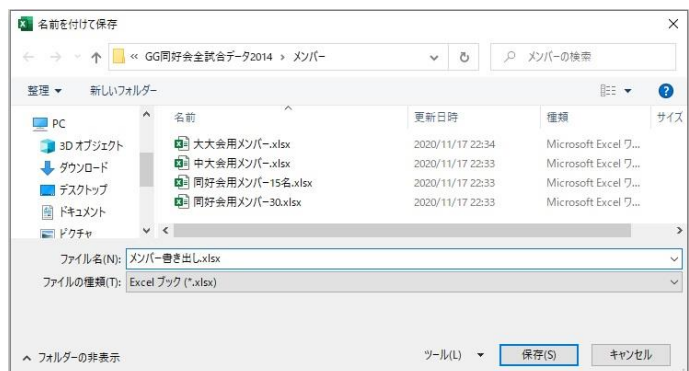 名前を付けて保存
« GG同好会全試合データ2014 › メンバー
メンバーの検索
整理 新しいフォルダー
名前 更新日時 種類 サイズ
PC
3D オブジェクト
ダウンロード
デスクトップ
ドキュメント
ピクチャ
大大会用メンバー.xlsx 2020/11/17 22:34 Microsoft Excel ワ...
中大会用メンバー.xlsx 2020/11/17 22:33 Microsoft Excel ワ...
同好会用メンバー15名.xlsx 2020/11/17 22:33 Microsoft Excel ワ...
同好会用メンバー30.xlsx 2020/11/17 22:33 Microsoft Excel ワ...
ファイル名(N): メンバー書き出し.xlsx
ファイルの種類(T): Excel ブック (*.xlsx)
フォルダーの非表示 ツール(L) 保存(S) キャンセル